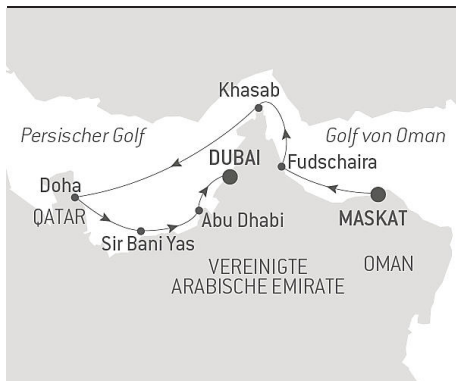 Khasab
Persischer Golf
Golf von Oman
DUBAI
Fudschaira
Doha
QATAR
Abu Dhabi
MASKAT
Sir Bani Yas
VEREINIGTE
ARABISCHE EMIRATE
OMAN